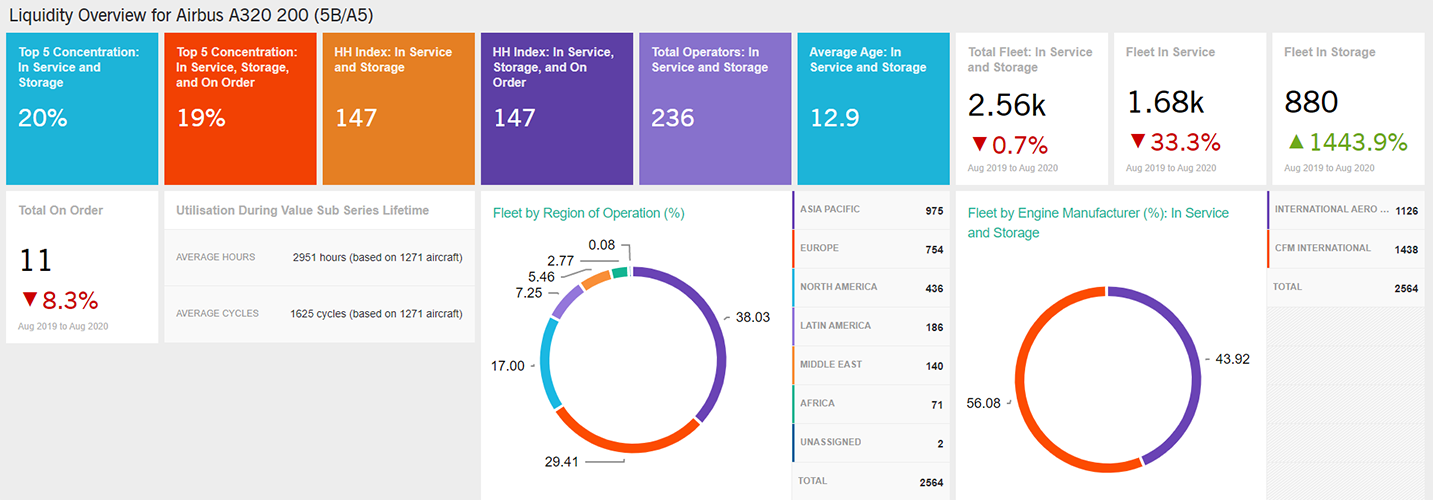 Liquidity Overview for Airbus A320 200 (5B/A5)
Top 5 Concentration:
In Service and
Storage
20%
Top 5 Concentration:
In Service, Storage,
and On Order
19%
HH Index: In Service
and Storage
147
HH Index: In Service,
Storage, and On
Order
147
Total Operators: In
Service and Storage
236
Average Age: In
Service and Storage
12.9
Total Fleet: In Service
and Storage
2.56k
▼0.7%
Aug 2019 to Aug 2020
Fleet In Service
1.68k
▼33.3%
Aug 2019 to Aug 2020
Fleet In Storage
880
▲1443.9%
Aug 2019 to Aug 2020
Total On Order
11
▼8.3%
Aug 2019 to Aug 2020
Utilisation During Value Sub Series Lifetime
AVERAGE HOURS 2951 hours (based on 1271 aircraft)
AVERAGE CYCLES 1625 cycles (based on 1271 aircraft)
Fleet by Region of Operation (%)
0.08
2.77
5.46
7.25
38.03
17.00
29.41
ASIA PACIFIC 975
EUROPE 754
NORTH AMERICA 436
LATIN AMERICA 186
MIDDLE EAST 140
AFRICA 71
UNASSIGNED 2
TOTAL 2564
Fleet by Engine Manufacturer (%): In Service
and Storage
43.92
56.08
INTERNATIONAL AERO ... 1126
CFM INTERNATIONAL 1438
TOTAL 2564